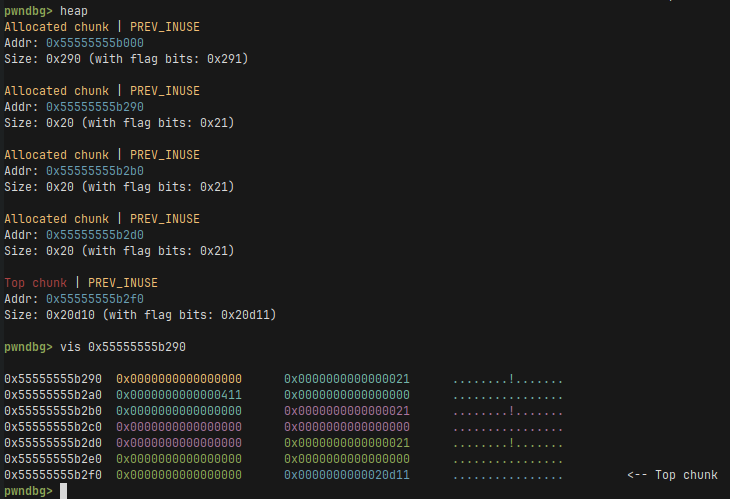 pwndbg> heap
Allocated chunk | PREV_INUSE
Addr: 0x55555555b000
Size: 0x290 (with flag bits: 0x291)
Allocated chunk | PREV_INUSE
Addr: 0x55555555b290
Size: 0x20 (with flag bits: 0x21)
Allocated chunk | PREV_INUSE
Addr: 0x55555555b2b0
Size: 0x20 (with flag bits: 0x21)
Allocated chunk | PREV_INUSE
Addr: 0x55555555b2d0
Size: 0x20 (with flag bits: 0x21)
Top chunk | PREV_INUSE
Addr: 0x55555555b2f0
Size: 0x20d10 (with flag bits: 0x20d11)
pwndbg> vis 0x55555555b290
0x55555555b290 0x0000000000000000 0x0000000000000021 ........!.......
0x55555555b2a0 0x0000000000000411 0x0000000000000000 ................
0x55555555b2b0 0x0000000000000000 0x0000000000000021 ........!.......
0x55555555b2c0 0x0000000000000000 0x0000000000000000 ................
0x55555555b2d0 0x0000000000000000 0x0000000000000021 ........!.......
0x55555555b2e0 0x0000000000000000 0x0000000000000000 ................
0x55555555b2f0 0x0000000000000000 0x0000000000020d11 ................ <-- Top chunk
pwndbg>